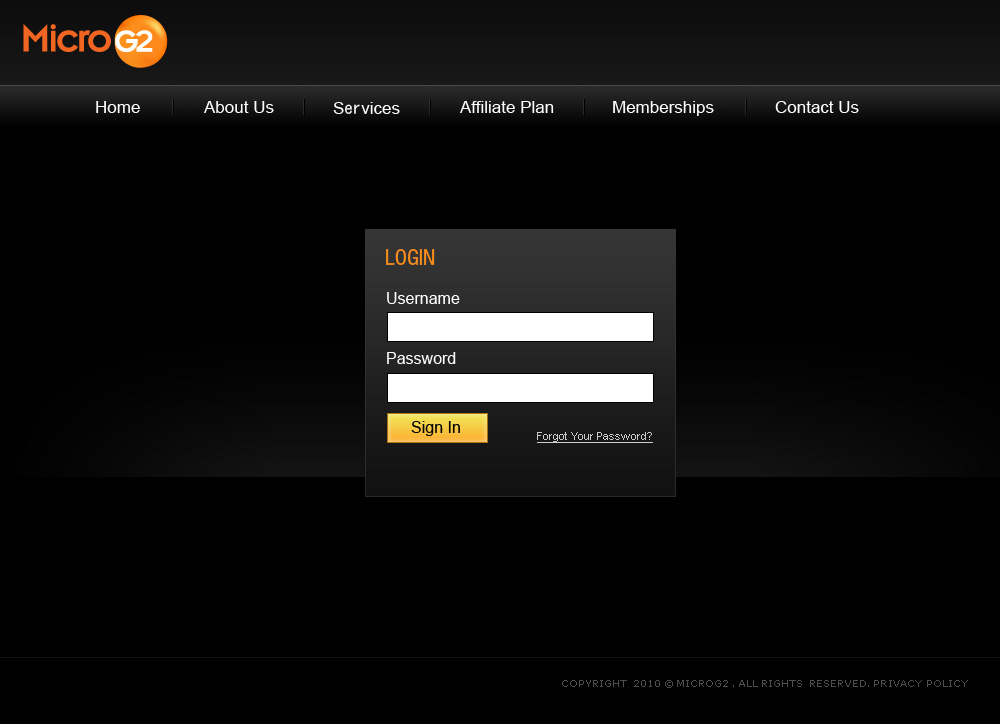 Micro G2
Home About Us Services Affiliate Plan Memberships Contact Us
LOGIN
Username
Password
Sign In Forgot Your Password?
COPYRIGHT 2010 © MICROG2 . ALL RIGHTS RESERVED. PRIVACY POLICY